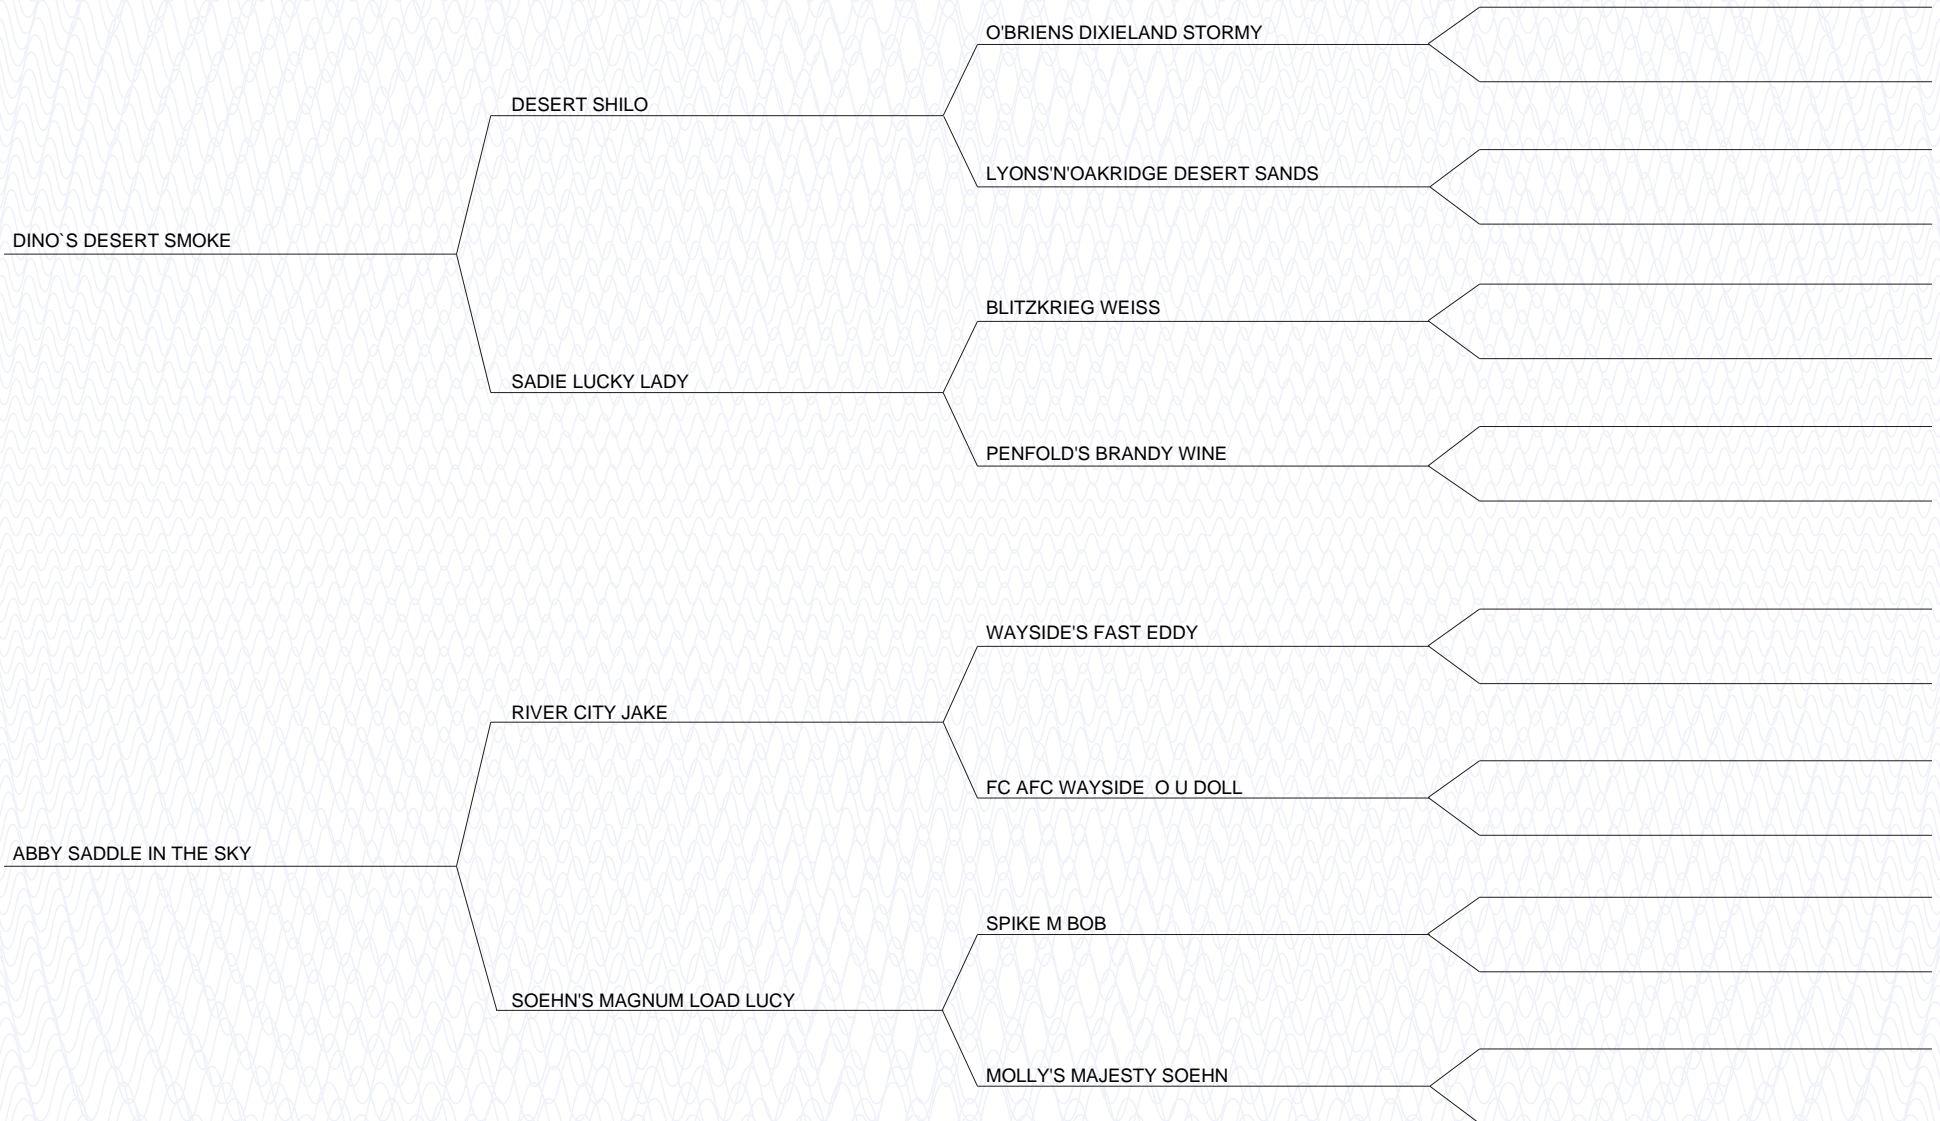 O'BRIENS DIXIELAND STORMY
DESERT SHILO
LYONS'N'OAKRIDGE DESERT SANDS
DINO`S DESERT SMOKE
BLITZKRIEG WEISS
SADIE LUCKY LADY
PENFOLD'S BRANDY WINE
WAYSIDE'S FAST EDDY
RIVER CITY JAKE
FC AFC WAYSIDE  O U DOLL
ABBY SADDLE IN THE SKY
SPIKE M BOB
SOEHN'S MAGNUM LOAD LUCY
MOLLY'S MAJESTY SOEHN